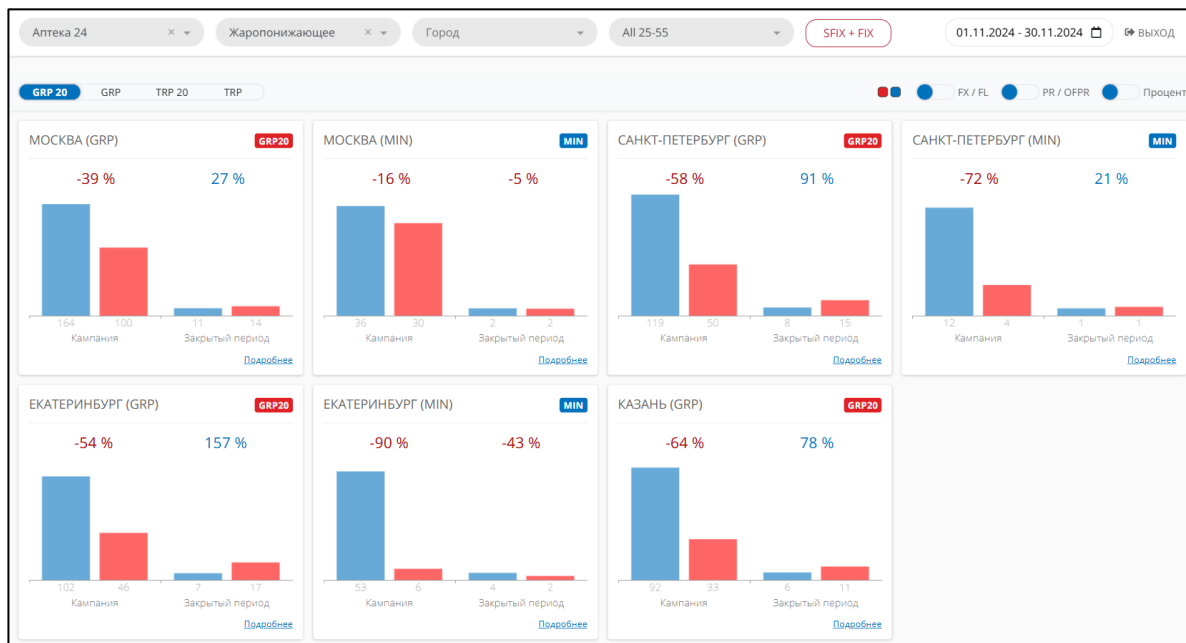 Аптека 24 × Жаропонижающее × Город All 25-55 SFIX + FIX 01.11.2024 - 30.11.2024 ВЫХОД
GRP 20 GRP TRP 20 TRP FX / FL PR / OFPR Процент
МОСКВА (GRP) GRP20
-39 % 27 %
164 100 11 14
Кампания Закрытый период
Подробнее
МОСКВА (MIN) MIN
-16 % -5 %
36 30 2 2
Кампания Закрытый период
Подробнее
САНКТ-ПЕТЕРБУРГ (GRP) GRP20
-58 % 91 %
119 50 8 15
Кампания Закрытый период
Подробнее
САНКТ-ПЕТЕРБУРГ (MIN) MIN
-72 % 21 %
12 4 1 1
Кампания Закрытый период
Подробнее
ЕКАТЕРИНБУРГ (GRP) GRP20
-54 % 157 %
102 46 7 17
Кампания Закрытый период
Подробнее
ЕКАТЕРИНБУРГ (MIN) MIN
-90 % -43 %
53 6 4 2
Кампания Закрытый период
Подробнее
КАЗАНЬ (GRP) GRP20
-64 % 78 %
92 33 6 11
Кампания Закрытый период
Подробнее